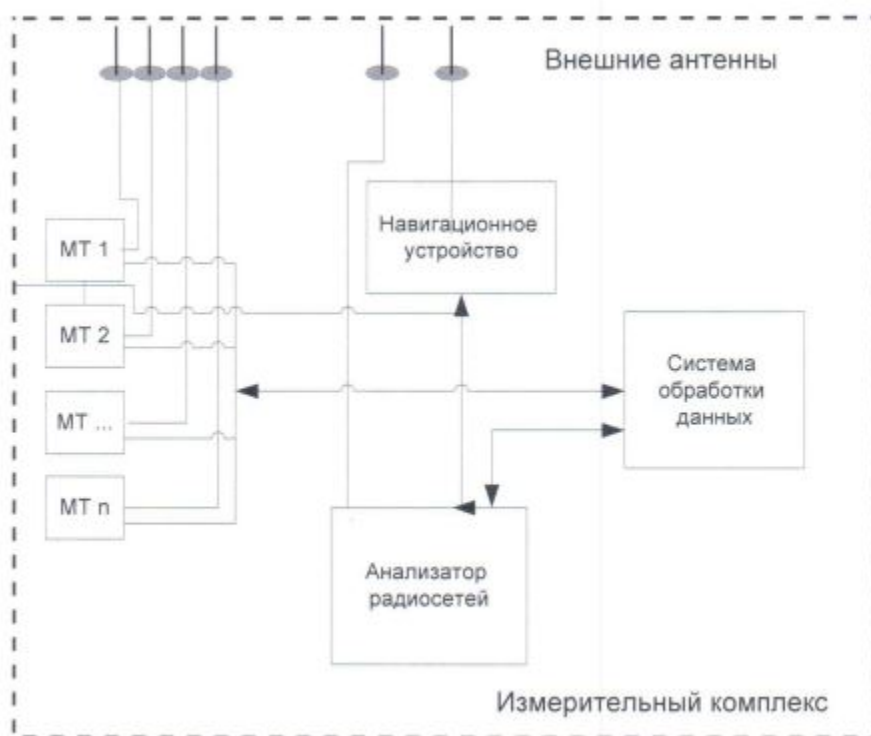 Внешние антенны
Навигационное
устройство
МТ 1
МТ 2
МТ ...
МТ n
Система
обработки
данных
Анализатор
радиосетей
Измерительный комплекс